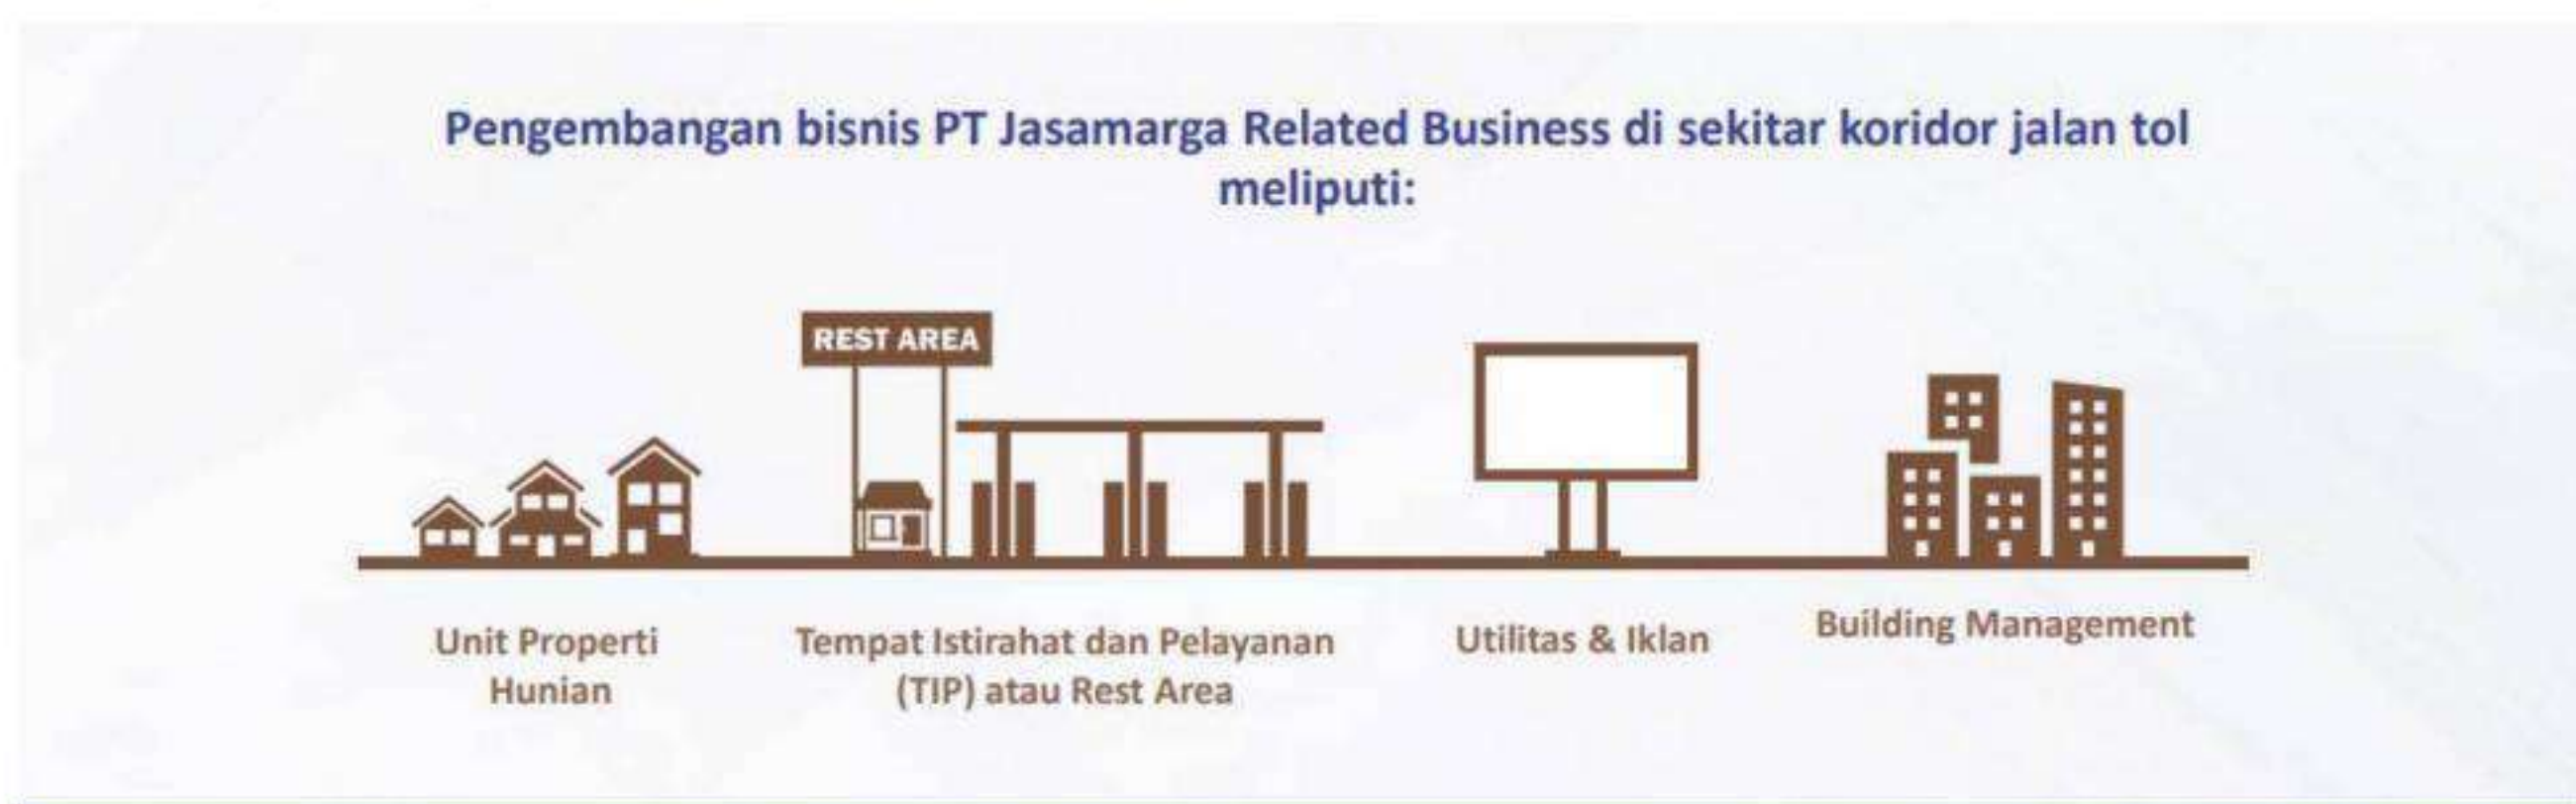 Pengembangan bisnis PT Jasamarga Related Business di sekitar koridor jalan tol
meliputi:
REST AREA
Unit Properti
Hunian
Tempat Istirahat dan Pelayanan
(TIP) atau Rest Area
Utilitas & Iklan
Building Management